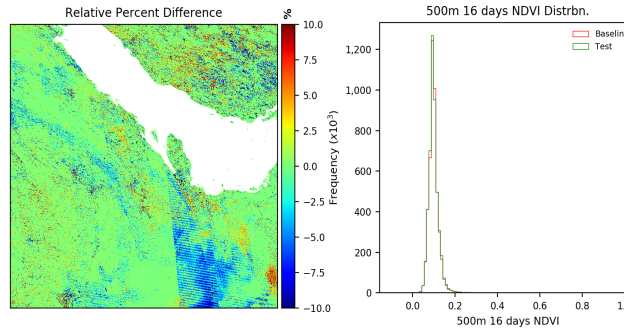 Relative Percent Difference
%
10.0
7.5
5.0
2.5
0.0
−2.5
−5.0
−7.5
−10.0
500m 16 days NDVI Distrbn.
Baselin
Test
Frequency (x10³)
1,200
1,000
800
600
400
200
0
0.0 0.2 0.4 0.6 0.8 1.
500m 16 days NDVI